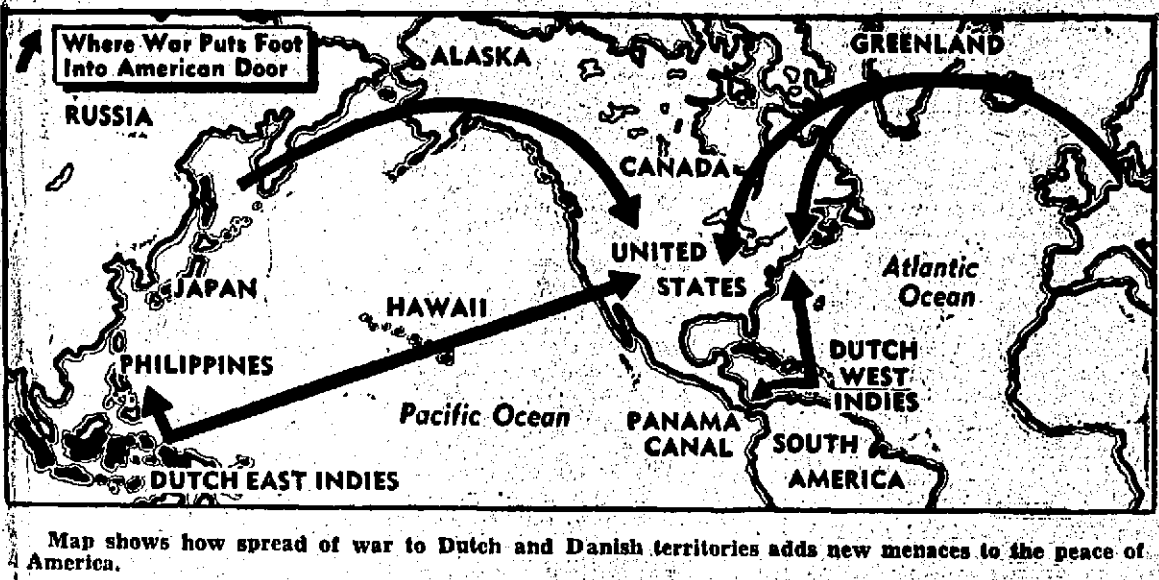 Where War Puts Foot
Into American Door
ALASKA
GREENLAND
RUSSIA
CANADA
UNITED
STATES
Atlantic
Ocean
JAPAN
HAWAII
PHILIPPINES
DUTCH
WEST
INDIES
Pacific Ocean
PANAMA
CANAL
SOUTH
AMERICA
DUTCH EAST INDIES
Map shows how spread of war to Dutch and Danish territories adds new menaces to the peace of
America.